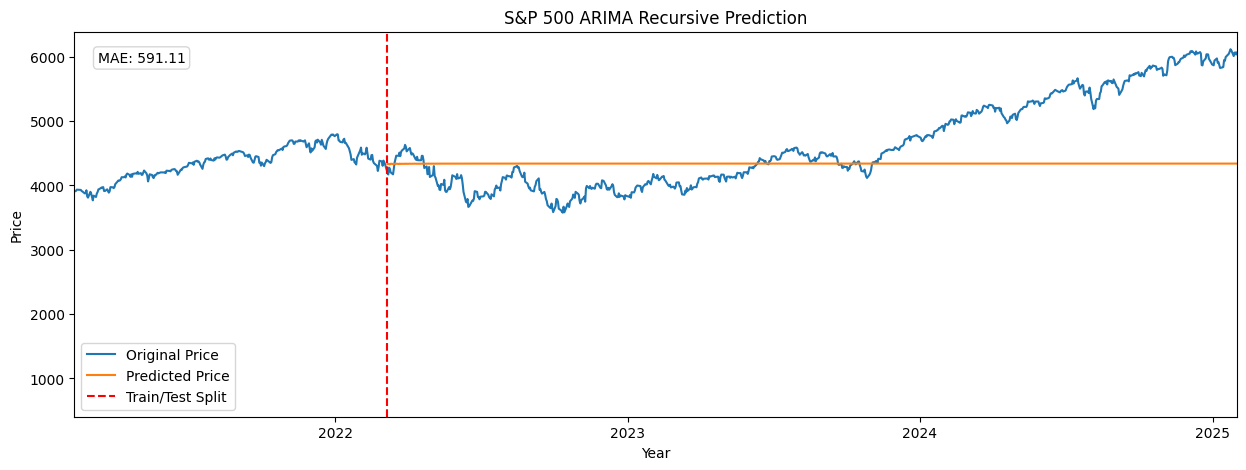 S&P 500 ARIMA Recursive Prediction
MAE: 591.11
6000
5000
4000
3000
2000
1000
Price
Original Price
Predicted Price
Train/Test Split
2022
2023
2024
2025
Year